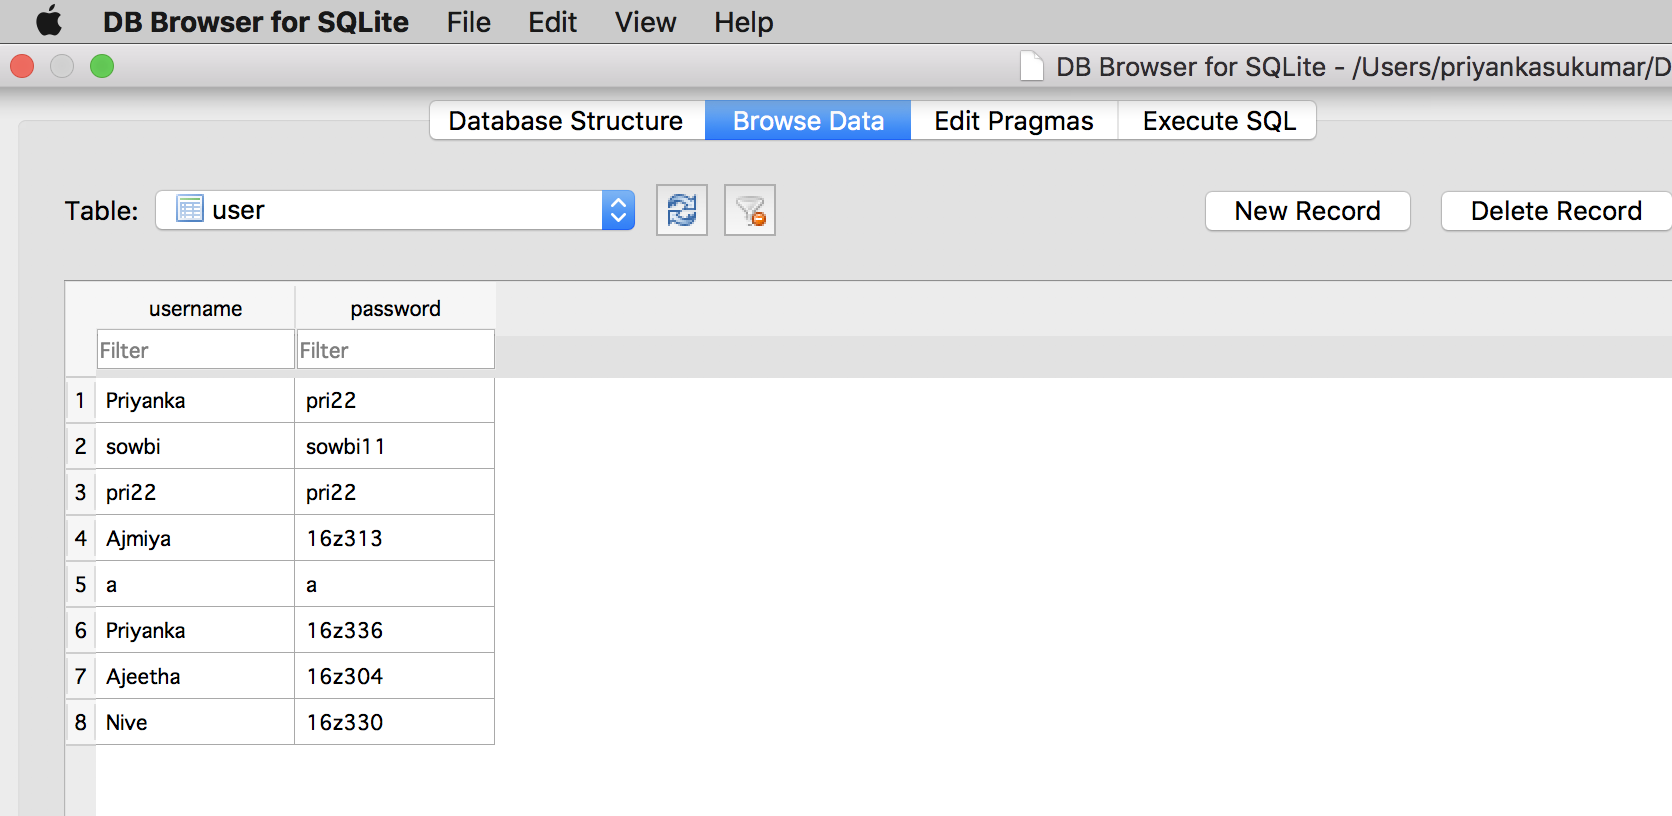 DB Browser for SQLite File Edit View Help
DB Browser for SQLite - /Users/priyankasukumar/D
Database Structure Browse Data Edit Pragmas Execute SQL
Table: user New Record Delete Record
username password
Filter Filter
1 Priyanka pri22
2 sowbi sowbi11
3 pri22 pri22
4 Ajmiya 16z313
5 a a
6 Priyanka 16z336
7 Ajeetha 16z304
8 Nive 16z330